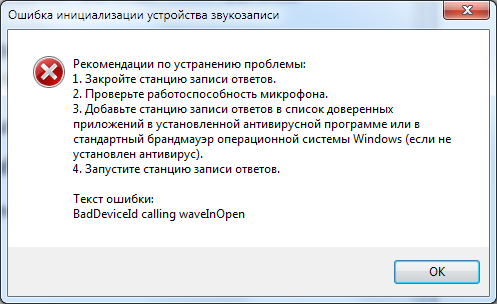 Ошибка инициализации устройства звукозаписи
Рекомендации по устранению проблемы:
1. Закройте станцию записи ответов.
2. Проверьте работоспособность микрофона.
3. Добавьте станцию записи ответов в список доверенных
приложений в установленной антивирусной программе или в
стандартный брандмауэр операционной системы Windows (если не
установлен антивирус).
4. Запустите станцию записи ответов.
Текст ошибки:
BadDeviceId calling waveInOpen
OK